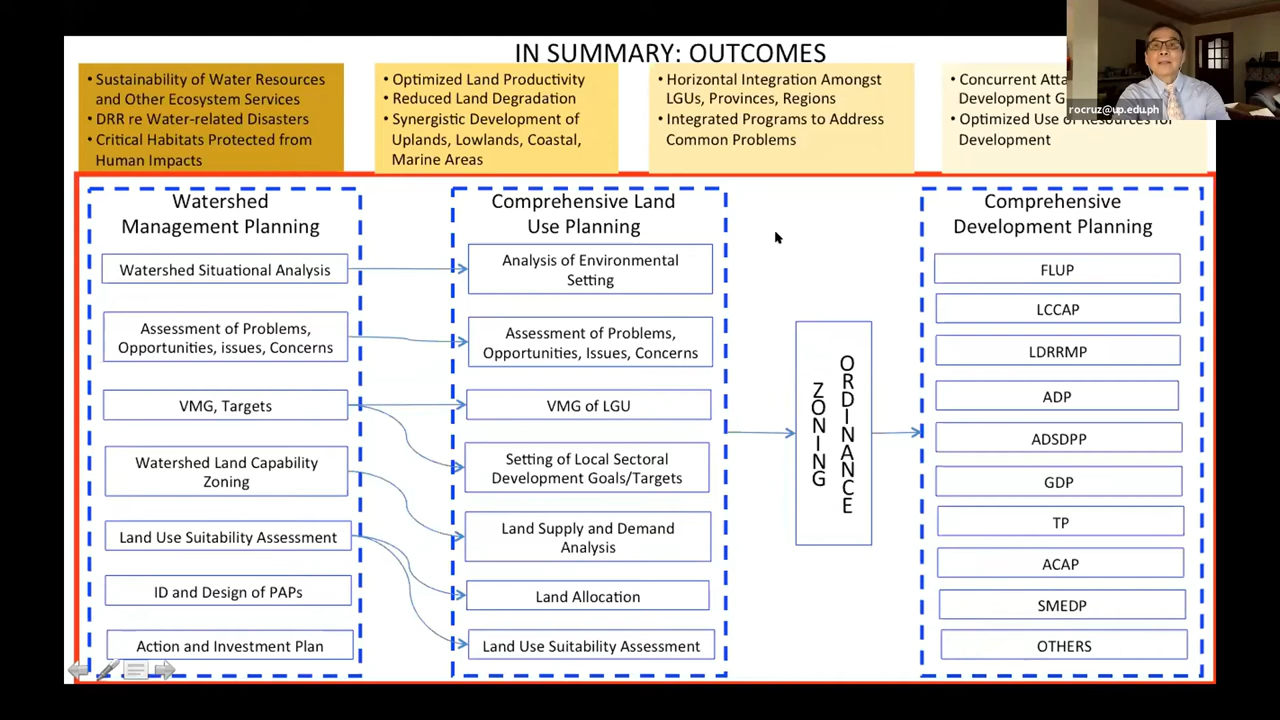 IN SUMMARY: OUTCOMES
• Sustainability of Water Resources
and Other Ecosystem Services
• DRR re Water-related Disasters
• Critical Habitats Protected from
Human Impacts
• Optimized Land Productivity
• Reduced Land Degradation
• Synergistic Development of
Uplands, Lowlands, Coastal,
Marine Areas
• Horizontal Integration Amongst
LGUs, Provinces, Regions
• Integrated Programs to Address
Common Problems
• Concurrent
Development
• Optimized Use of Resources for
Development
rocruz@up.edu.ph
Watershed
Management Planning
Watershed Situational Analysis
Assessment of Problems,
Opportunities, issues, Concerns
VMG, Targets
Watershed Land Capability
Zoning
Land Use Suitability Assessment
ID and Design of PAPs
Action and Investment Plan
Comprehensive Land
Use Planning
Analysis of Environmental
Setting
Assessment of Problems,
Opportunities, Issues, Concerns
VMG of LGU
Setting of Local Sectoral
Development Goals/Targets
Land Supply and Demand
Analysis
Land Allocation
Land Use Suitability Assessment
ZONING
ORDINANCE
Comprehensive
Development Planning
FLUP
LCCAP
LDRRMP
ADP
ADSDPP
GDP
TP
ACAP
SMEDP
OTHERS